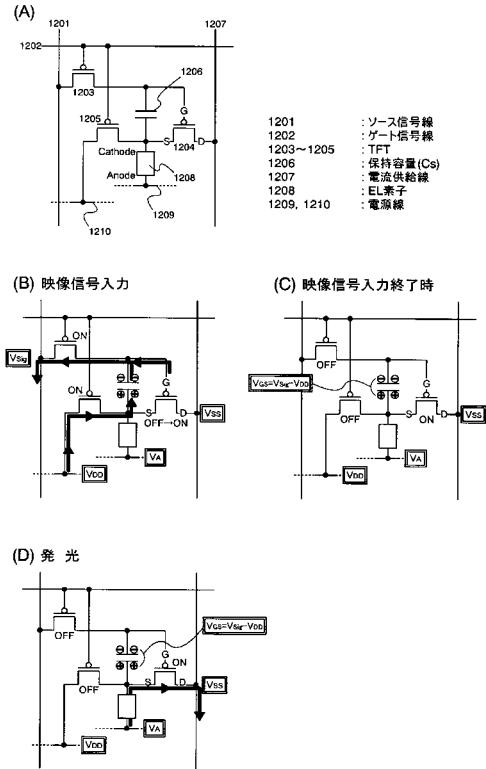 (A)
1201
1202
1207
1206
1203
1205
G
S
1204
D
Cathode
1208
Anode
1209
1210
1201 : ソース信号線
1202 : ゲート信号線
1203～1205 : TFT
1206 : 保持容量(Cs)
1207 : 電流供給線
1208 : EL素子
1209, 1210 : 電源線
(B) 映像信号入力
ON
VSig
G
ON
S
D
VSS
OFF→ON
VA
VDD
(C) 映像信号入力終了時
OFF
VGS=VSig-VDD
G
S
D
VSS
OFF
ON
VA
VDD
(D) 発 光
OFF
VGS=VSig-VDD
G
ON
S
D
VSS
OFF
VA
VDD